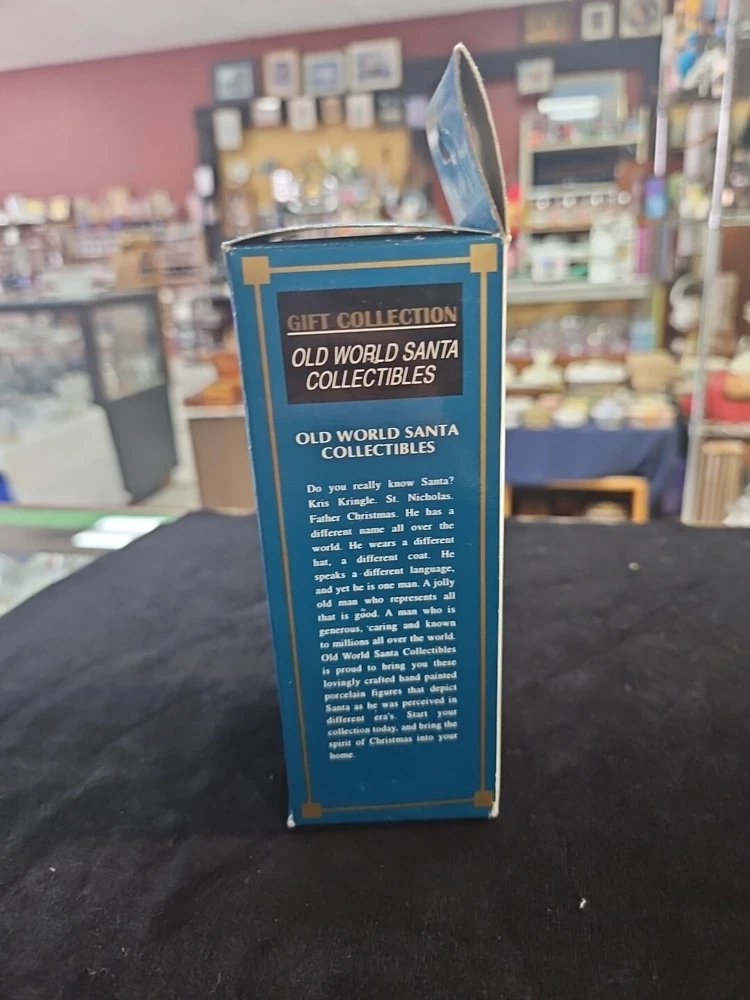 GIFT COLLECTION
OLD WORLD SANTA
COLLECTIBLES
OLD WORLD SANTA
COLLECTIBLES
Do you really know Santa?
Kris Kringle. St. Nicholas.
Father Christmas. He has a
different name all over the
world. He wears a different
hat, a different coat. He
speaks a different language,
and yet he is one man. A jolly
old man who represents all
that is good. A man who is
generous, caring and known
to millions all over the world.
Old World Santa Collectibles
is proud to bring you these
lovingly crafted hand painted
porcelain figures that depict
Santa as he was perceived in
different era's. Start your
collection today, and bring the
spirit of Christmas into your
home.